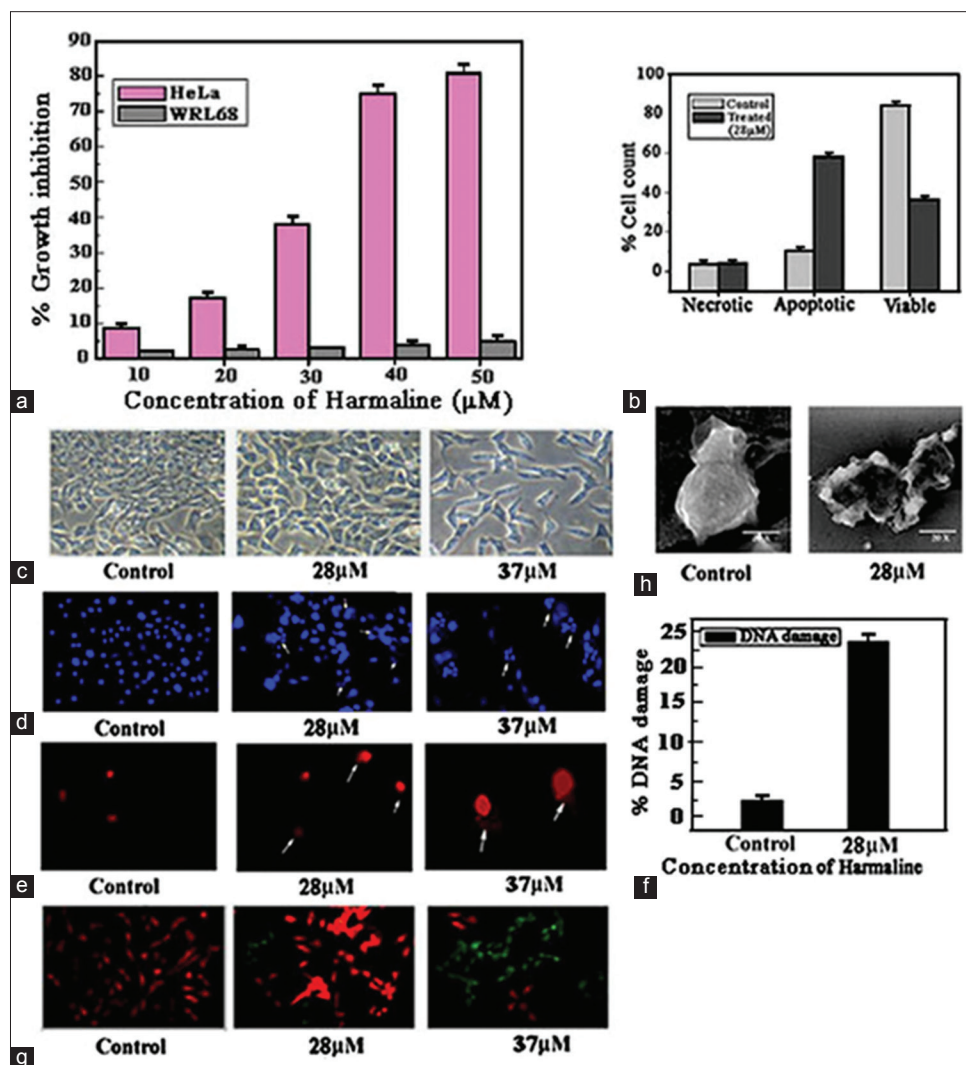 90
80
70
60
50
40
30
20
10
0
% Growth inhibition
HeLa
WRL68
10 20 30 40 50
Concentration of Harmaline (µM)
a
100
80
60
40
20
0
% Cell count
Control
Treated
(28µM)
Necrotic Apoptotic Viable
b
Control 28µM 37µM
c
Control 28µM
h
Control 28µM 37µM
d
Control 28µM 37µM
e
25
20
15
10
5
0
% DNA damage
DNA damage
Control 28µM
Concentration of Harmaline
f
Control 28µM 37µM
g